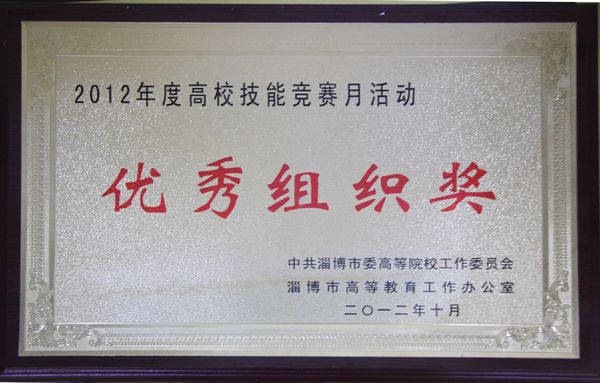 2012年度高校技能竞赛月活动
优秀组织奖
中共淄博市委高等院校工作委员会
淄博市高等教育工作办公室
二〇一二年十月